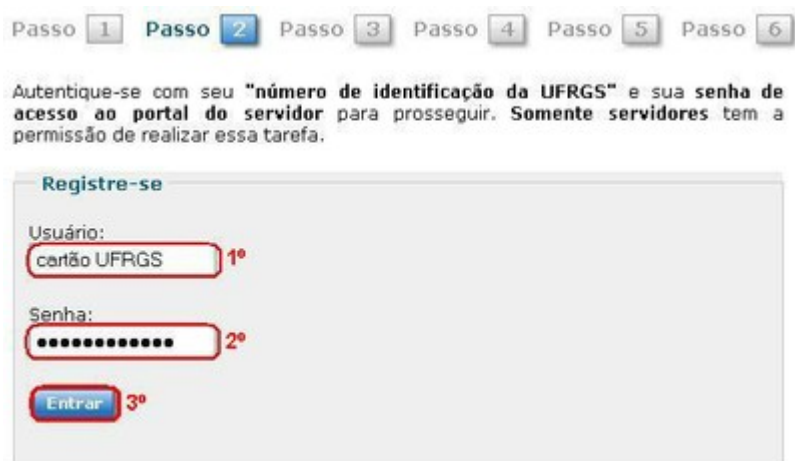 Passo 1 Passo 2 Passo 3 Passo 4 Passo 5 Passo 6
Autentique-se com seu "número de identificação da UFRGS" e sua senha de
acesso ao portal do servidor para prosseguir. Somente servidores tem a
permissão de realizar essa tarefa.
Registre-se
Usuário:
cartão UFRGS 1º
Senha:
•••••••••••• 2º
Entrar 3º